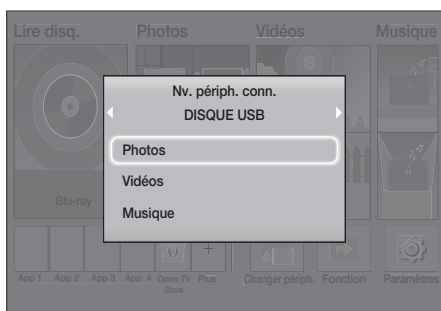 Lire disq. Photos Vidéos Musique
Nv. périph. conn.
DISQUE USB
Photos
Vidéos
Musique
Blu-ray
App 1 App 2 App 3 App 4 Opera TV Store Plus Changer périph. Fonction Paramètres